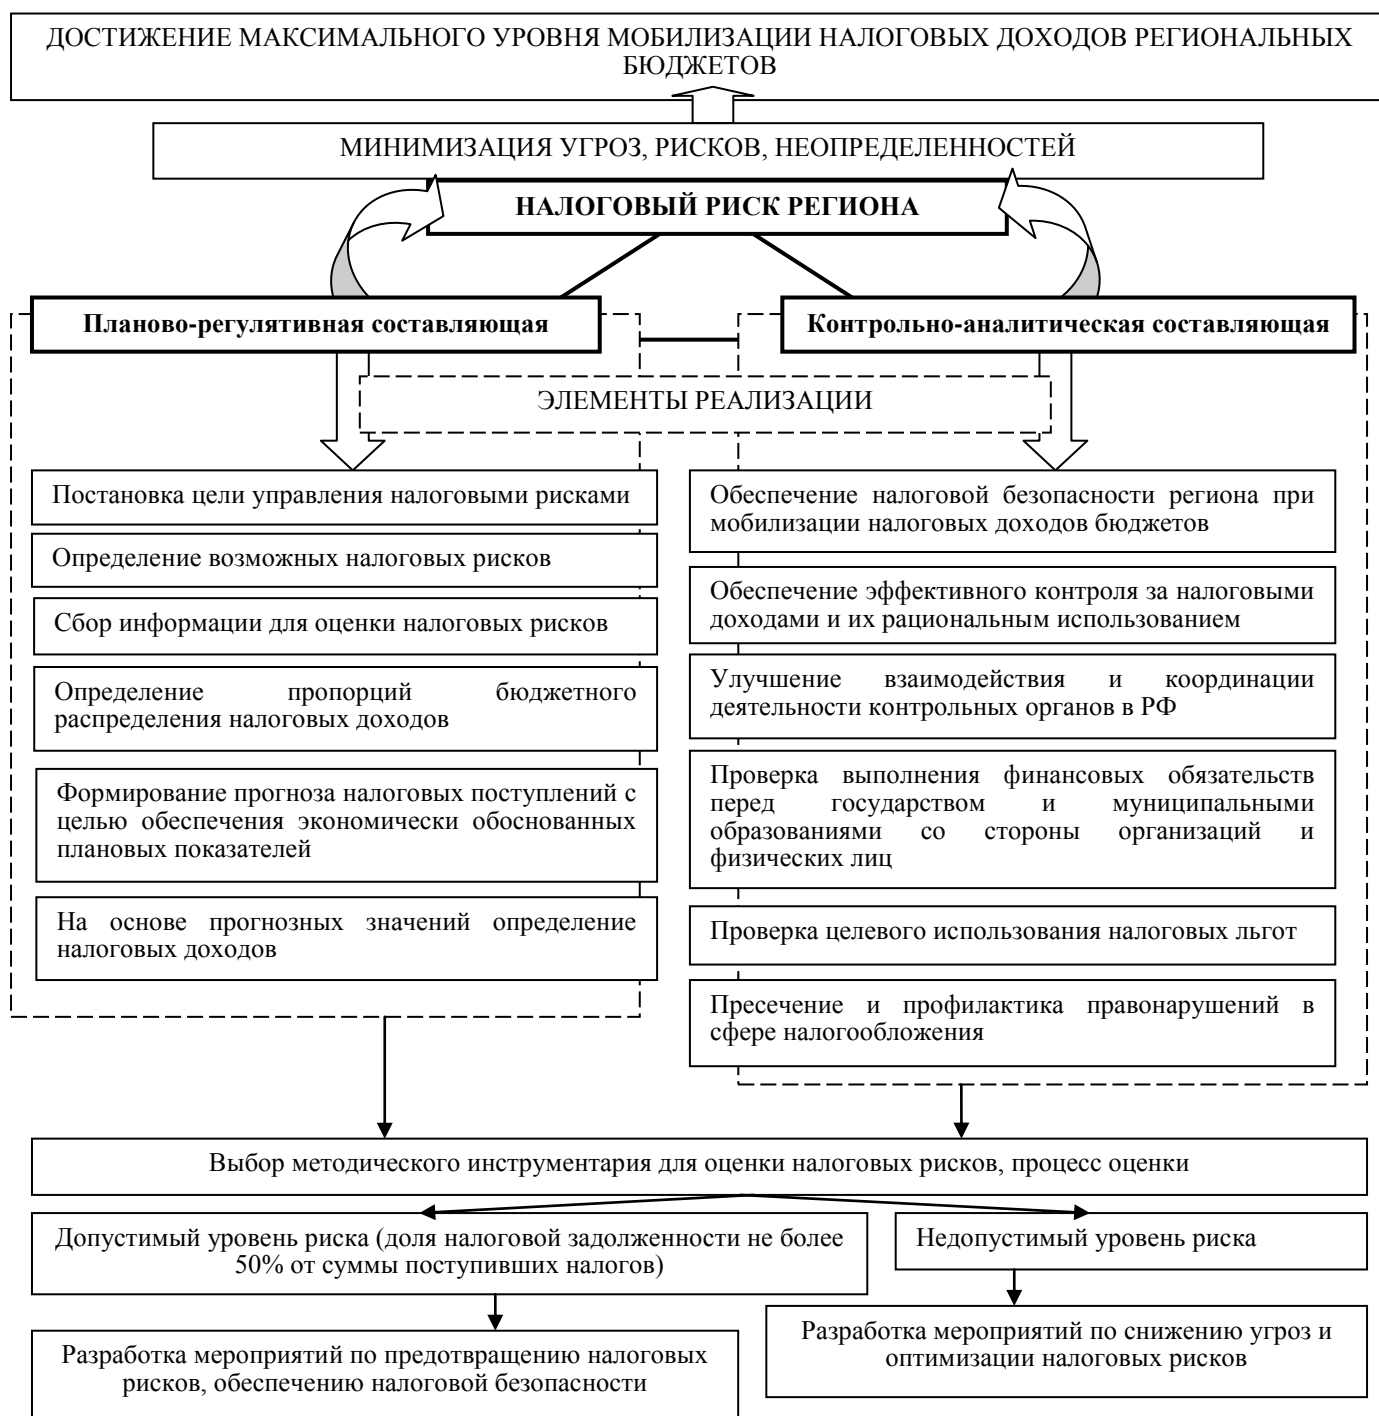 ДОСТИЖЕНИЕ МАКСИМАЛЬНОГО УРОВНЯ МОБИЛИЗАЦИИ НАЛОГОВЫХ ДОХОДОВ РЕГИОНАЛЬНЫХ
БЮДЖЕТОВ
МИНИМИЗАЦИЯ УГРОЗ, РИСКОВ, НЕОПРЕДЕЛЕННОСТЕЙ
НАЛОГОВЫЙ РИСК РЕГИОНА
Планово-регулятивная составляющая
Контрольно-аналитическая составляющая
ЭЛЕМЕНТЫ РЕАЛИЗАЦИИ
Постановка цели управления налоговыми рисками
Определение возможных налоговых рисков
Сбор информации для оценки налоговых рисков
Определение пропорций бюджетного
распределения налоговых доходов
Формирование прогноза налоговых поступлений с
целью обеспечения экономически обоснованных
плановых показателей
На основе прогнозных значений определение
налоговых доходов
Обеспечение налоговой безопасности региона при
мобилизации налоговых доходов бюджетов
Обеспечение эффективного контроля за налоговыми
доходами и их рациональным использованием
Улучшение взаимодействия и координации
деятельности контрольных органов в РФ
Проверка выполнения финансовых обязательств
перед государством и муниципальными
образованиями со стороны организаций и
физических лиц
Проверка целевого использования налоговых льгот
Пресечение и профилактика правонарушений в
сфере налогообложения
Выбор методического инструментария для оценки налоговых рисков, процесс оценки
Допустимый уровень риска (доля налоговой задолженности не более
50% от суммы поступивших налогов)
Недопустимый уровень риска
Разработка мероприятий по предотвращению налоговых
рисков, обеспечению налоговой безопасности
Разработка мероприятий по снижению угроз и
оптимизации налоговых рисков